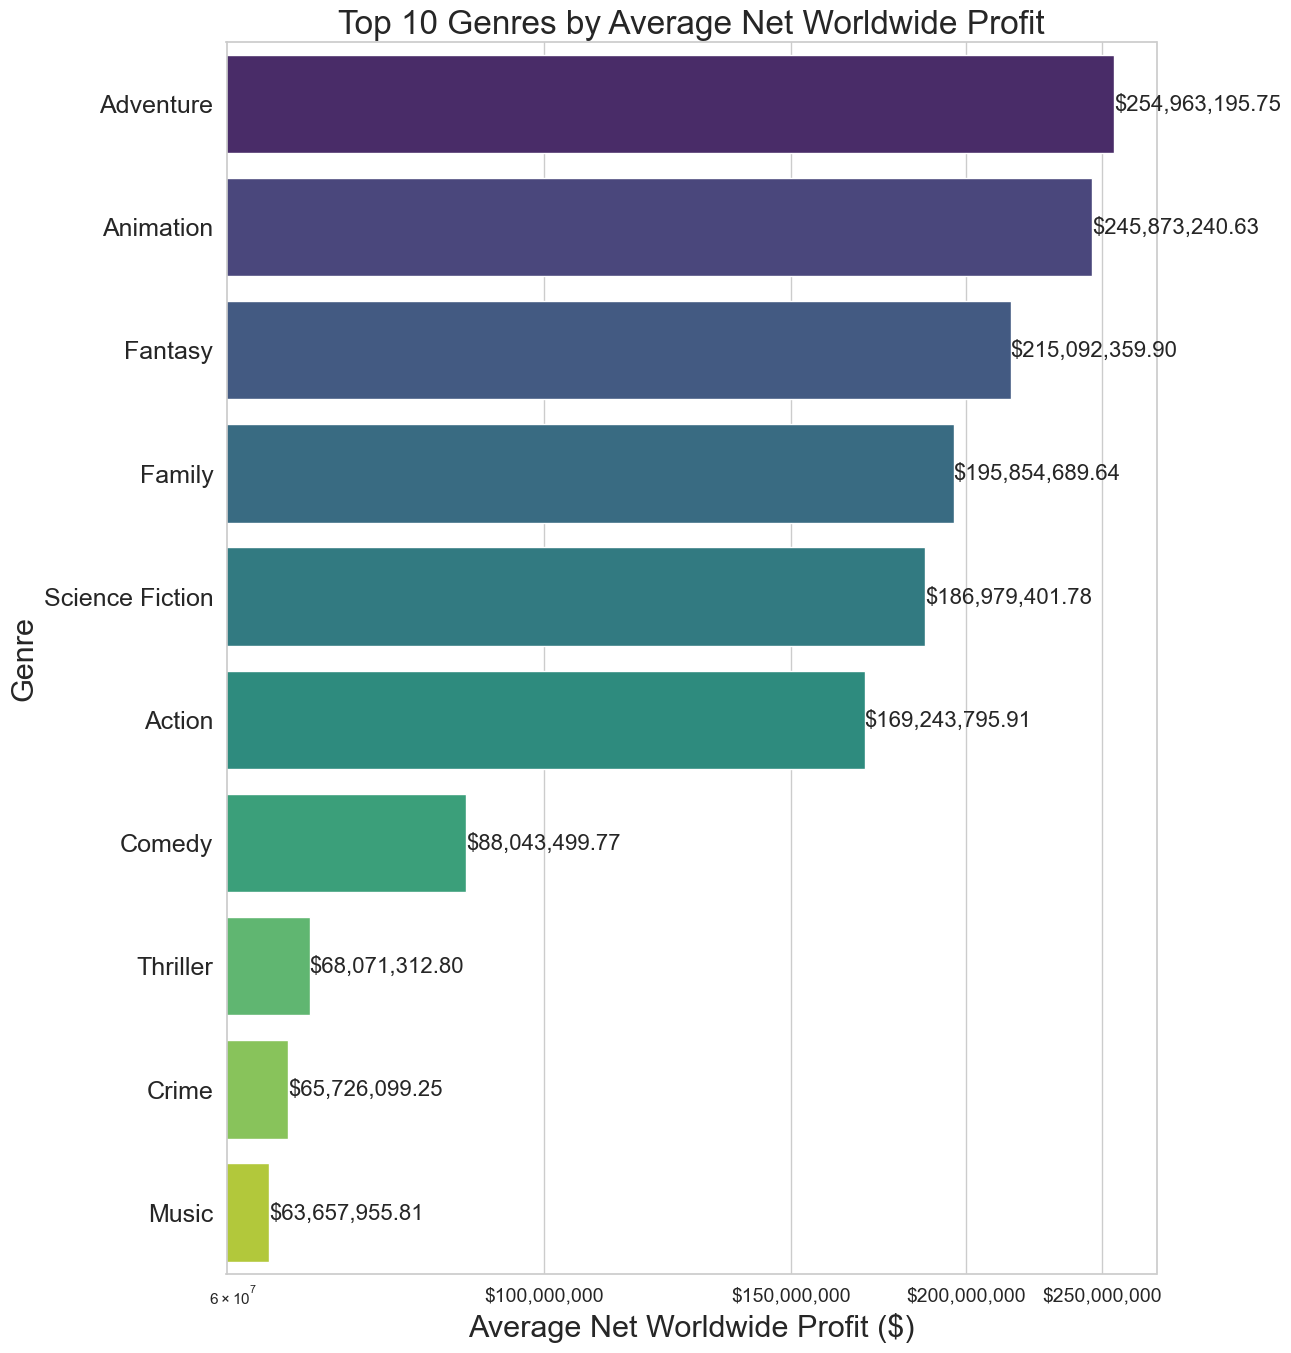 Top 10 Genres by Average Net Worldwide Profit
Adventure $254,963,195.75
Animation $245,873,240.63
Fantasy $215,092,359.90
Family $195,854,689.64
Science Fiction $186,979,401.78
Action $169,243,795.91
Comedy $88,043,499.77
Thriller $68,071,312.80
Crime $65,726,099.25
Music $63,657,955.81
Genre
6 × 10⁷ $100,000,000 $150,000,000 $200,000,000 $250,000,000
Average Net Worldwide Profit ($)